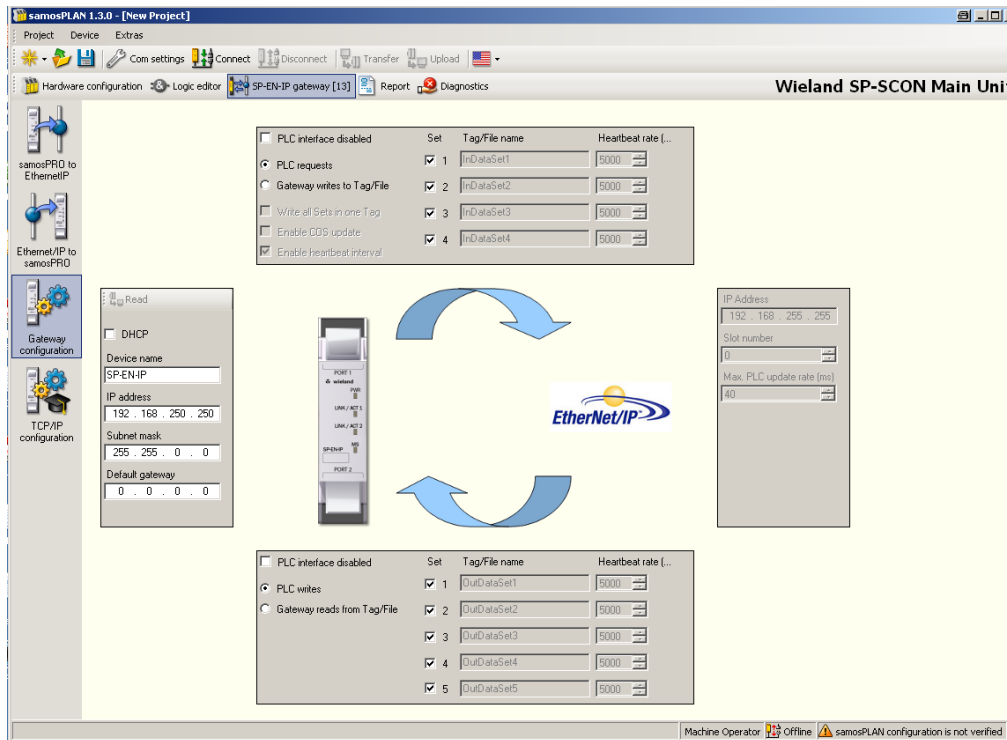 samosPLAN 1.3.0 - [New Project]
Project Device Extras
Com settings Connect Disconnect Transfer Upload
Hardware configuration Logic editor SP-EN-IP gateway [13] Report Diagnostics Wieland SP-SCON Main Unit
samosPRO to
EthernetIP
Ethernet/IP to
samosPRO
Gateway
configuration
TCP/IP
configuration
PLC interface disabled Set Tag/File name Heartbeat rate (...
PLC requests 1 InDataSet1 5000
Gateway writes to Tag/File 2 InDataSet2 5000
Write all Sets in one Tag 3 InDataSet3 5000
Enable COS update 4 InDataSet4 5000
Enable heartbeat interval
Read
DHCP
Device name
SP-EN-IP
IP address
192 . 168 . 250 . 250
Subnet mask
255 . 255 . 0 . 0
Default gateway
0 . 0 . 0 . 0
PORT 1
wieland
PWR
LINK / ACT 1
LINK / ACT 2
MS
SP-EN-IP
PORT 2
EtherNet/IP
IP Address
192 . 168 . 255 . 255
Slot number
0
Max. PLC update rate (ms)
40
PLC interface disabled Set Tag/File name Heartbeat rate (...
PLC writes 1 OutDataSet1 5000
Gateway reads from Tag/File 2 OutDataSet2 5000
3 OutDataSet3 5000
4 OutDataSet4 5000
5 OutDataSet5 5000
Machine Operator Offline samosPLAN configuration is not verified